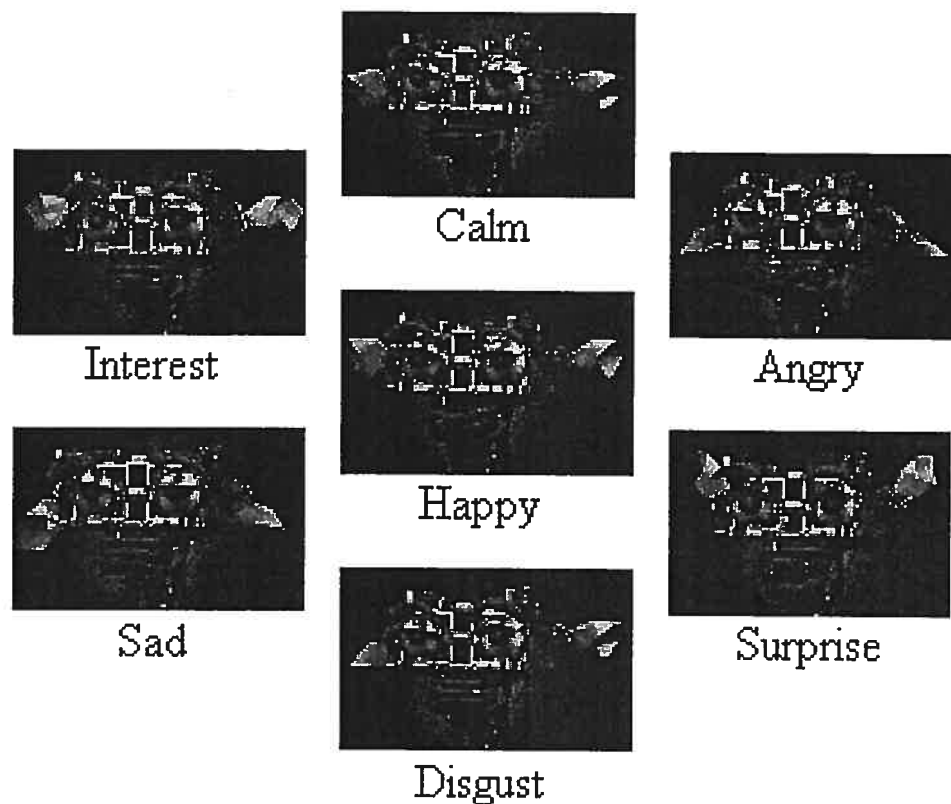 Calm
Interest
Angry
Happy
Sad
Surprise
Disgust